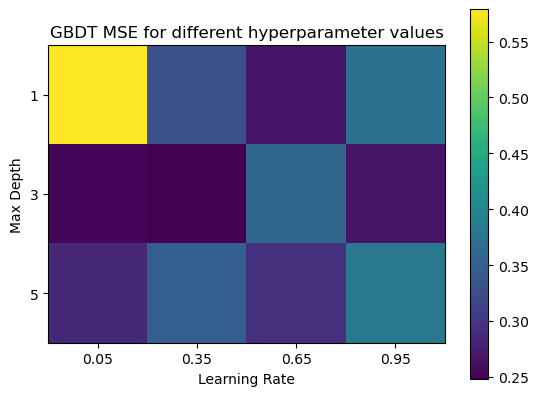 GBDT MSE for different hyperparameter values
Max Depth
1
3
5
0.05 0.35 0.65 0.95
Learning Rate
0.55
0.50
0.45
0.40
0.35
0.30
0.25